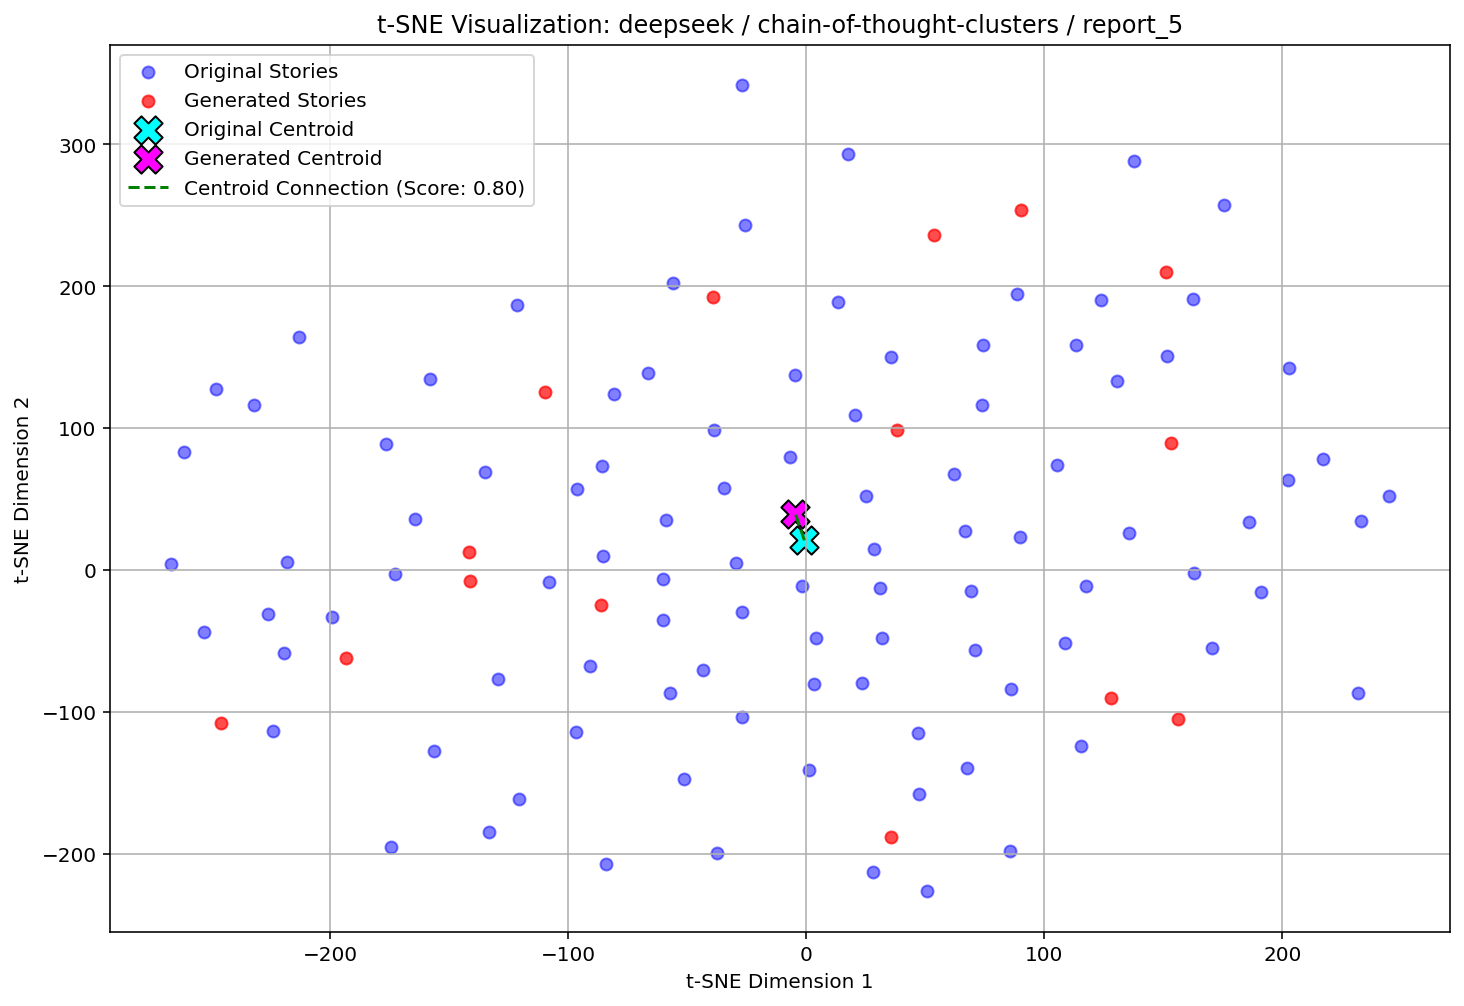 t-SNE Visualization: deepseek / chain-of-thought-clusters / report_5
Original Stories
Generated Stories
Original Centroid
Generated Centroid
Centroid Connection (Score: 0.80)
300
200
100
0
−100
−200
t-SNE Dimension 2
−200
−100
0
100
200
t-SNE Dimension 1